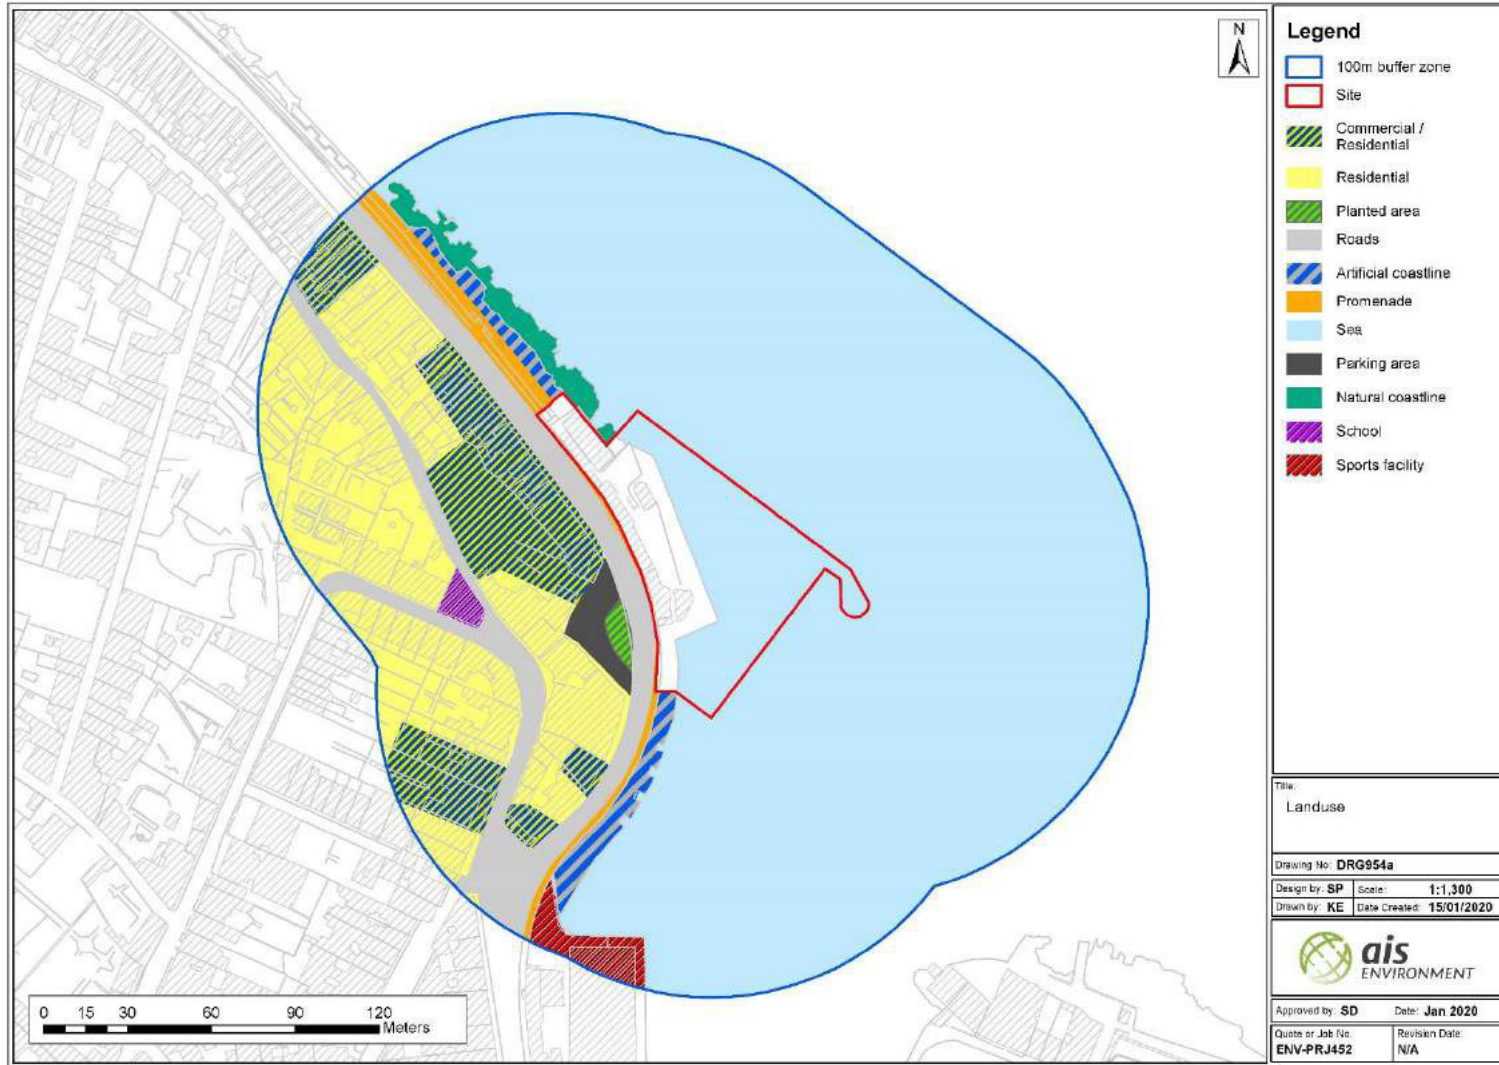 N
Legend
100m buffer zone
Site
Commercial /
Residential
Residential
Planted area
Roads
Artificial coastline
Promenade
Sea
Parking area
Natural coastline
School
Sports facility
Title:
Landuse
Drawing No: DRG954a
Design by: SP Scale: 1:1,300
Drawn by: KE Date Created: 15/01/2020
ais
ENVIRONMENT
Approved by: SD Date: Jan 2020
Quote or Job No. Revision Date:
ENV-PRJ452 N/A
0 15 30 60 90 120
Meters